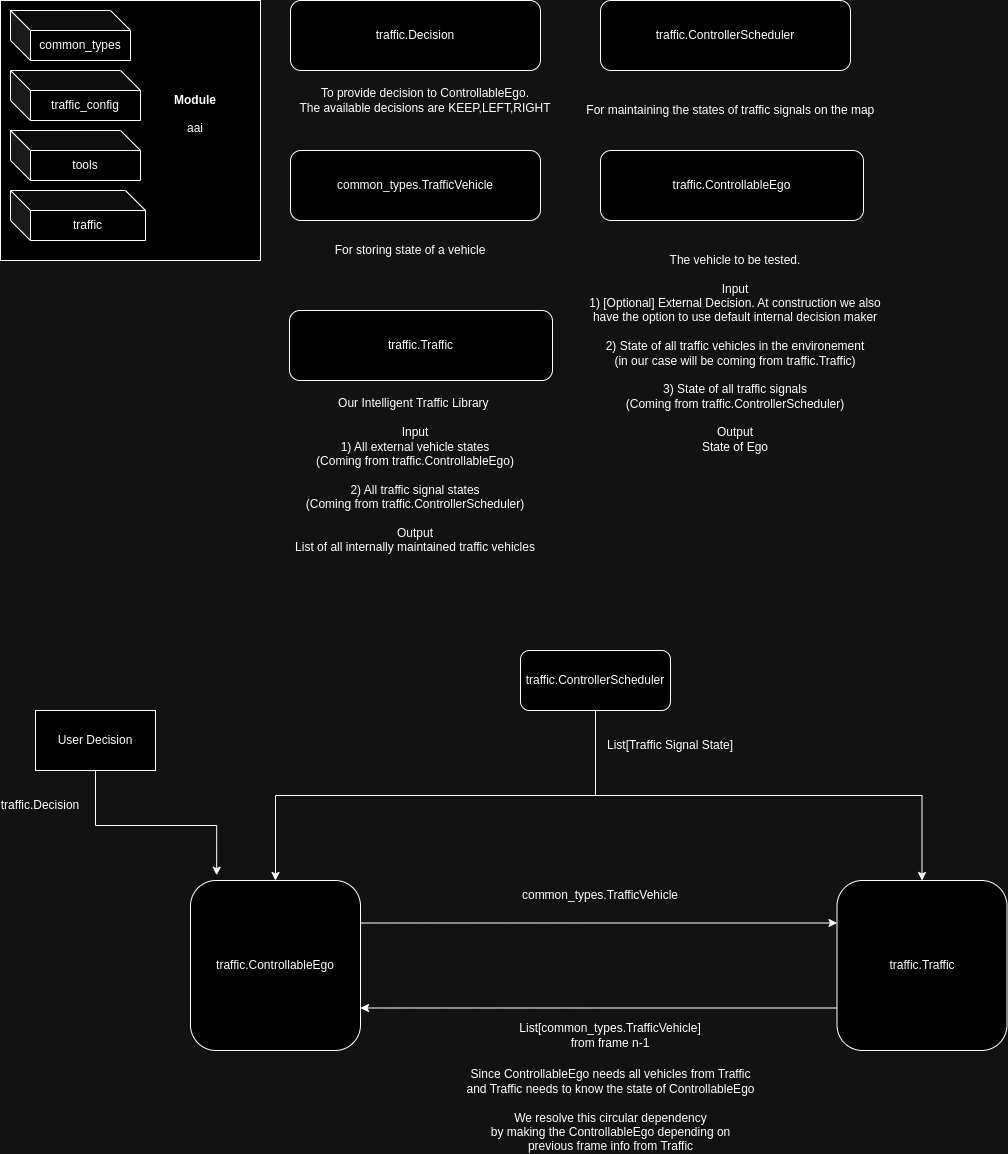 common_types
traffic_config
tools
traffic
Module
aai
traffic.Decision
To provide decision to ControllableEgo.
The available decisions are KEEP,LEFT,RIGHT
traffic.ControllerScheduler
For maintaining the states of traffic signals on the map
common_types.TrafficVehicle
For storing state of a vehicle
traffic.ControllableEgo
The vehicle to be tested.
Input
1) [Optional] External Decision. At construction we also
have the option to use default internal decision maker
2) State of all traffic vehicles in the environement
(in our case will be coming from traffic.Traffic)
3) State of all traffic signals
(Coming from traffic.ControllerScheduler)
Output
State of Ego
traffic.Traffic
Our Intelligent Traffic Library
Input
1) All external vehicle states
(Coming from traffic.ControllableEgo)
2) All traffic signal states
(Coming from traffic.ControllerScheduler)
Output
List of all internally maintained traffic vehicles
traffic.ControllerScheduler
User Decision
List[Traffic Signal State]
traffic.Decision
common_types.TrafficVehicle
traffic.ControllableEgo
traffic.Traffic
List[common_types.TrafficVehicle]
from frame n-1
Since ControllableEgo needs all vehicles from Traffic
and Traffic needs to know the state of ControllableEgo
We resolve this circular dependency
by making the ControllableEgo depending on
previous frame info from Traffic